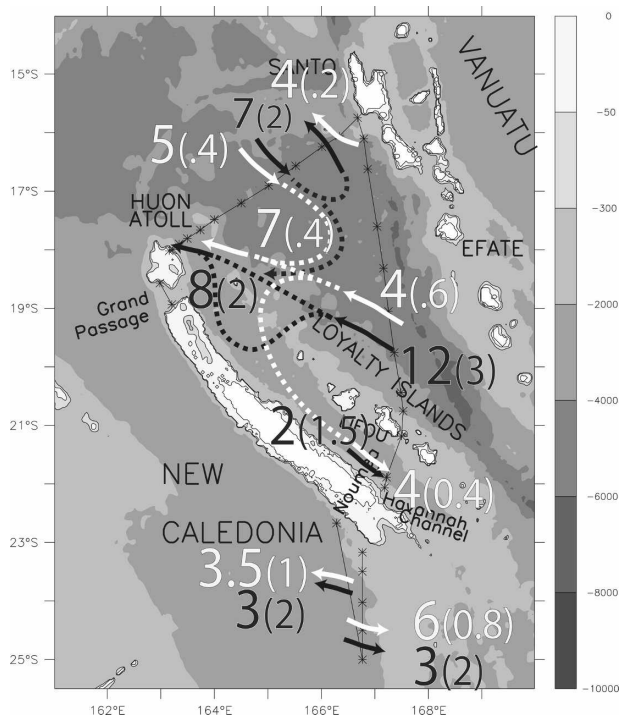 0
-50
-300
-2000
-4000
-6000
-8000
-10000
15°S
17°S
19°S
21°S
23°S
25°S
SANTO
VANUATU
4(.2)
7(2)
5(.4)
HUON
ATOLL
7(.4)
EFATE
8(2)
4(.6)
Grand
Passage
LOYALTY ISLANDS
12(3)
2(1.5)
NEW
CALEDONIA
Havannah
Channel
4(0.4)
3.5(1)
3(2)
6(0.8)
3(2)
162°E
164°E
166°E
168°E